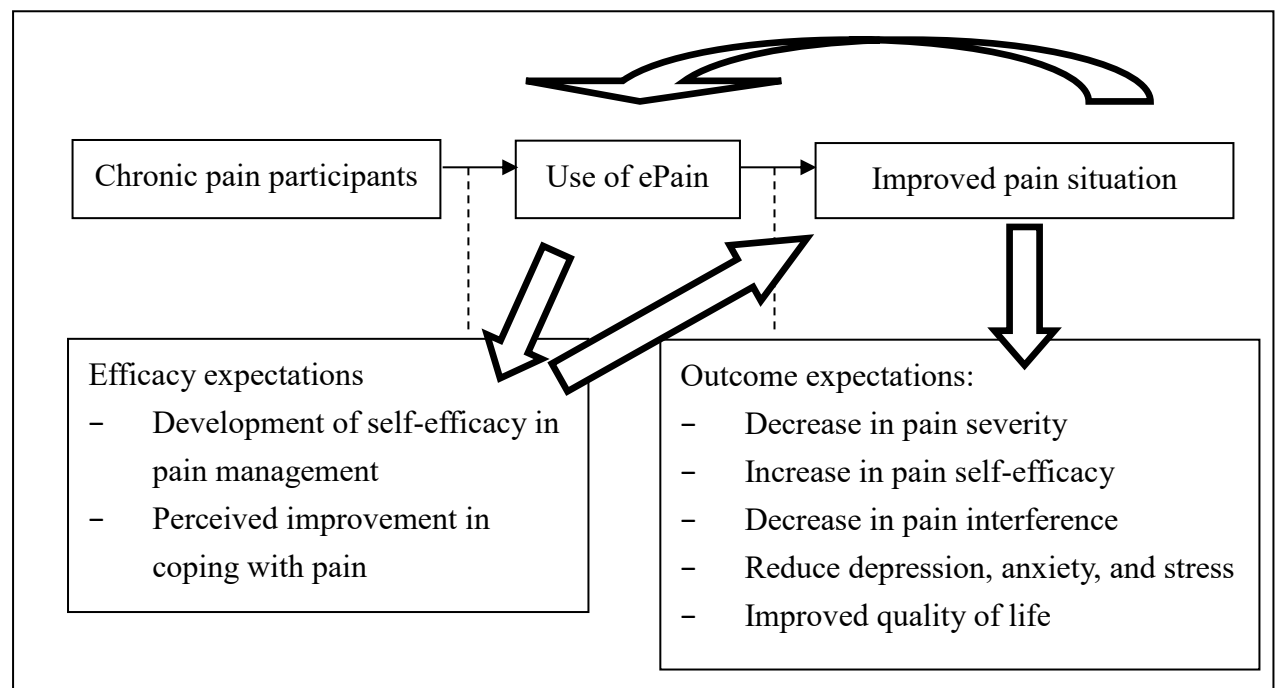 Chronic pain participants
Use of ePain
Improved pain situation
Efficacy expectations
– Development of self-efficacy in
pain management
– Perceived improvement in
coping with pain
Outcome expectations:
– Decrease in pain severity
– Increase in pain self-efficacy
– Decrease in pain interference
– Reduce depression, anxiety, and stress
– Improved quality of life